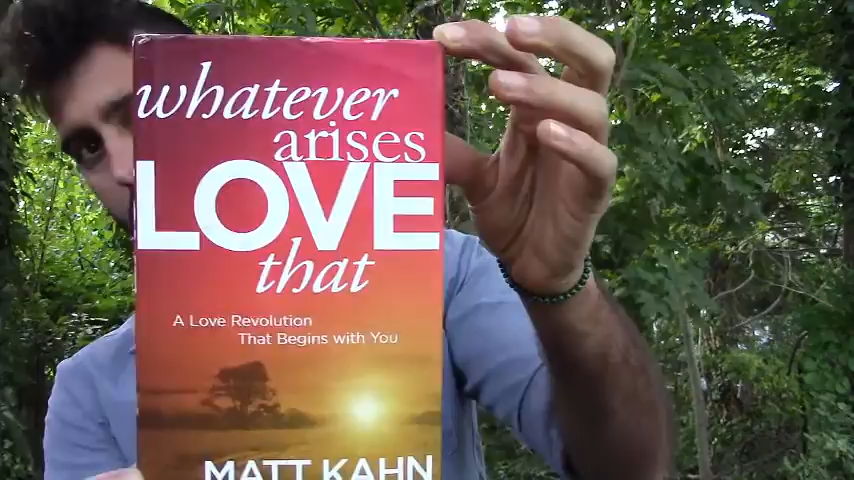 whatever
arises
LOVE
that
A Love Revolution
That Begins with You
MATT KAHN